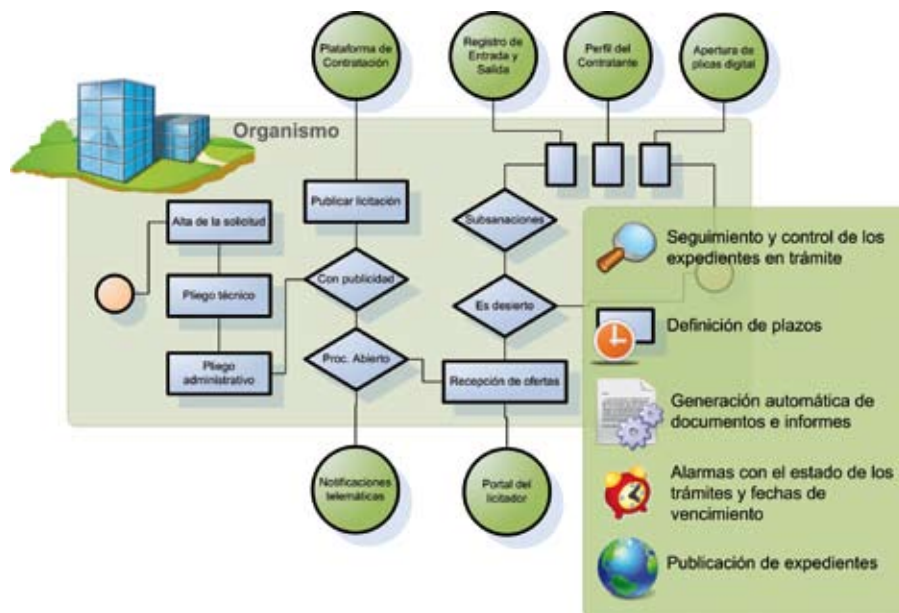 Plataforma de
Contratación
Registro de
Entrada y
Salida
Perfil del
Contratante
Apertura de
plicas digital
Organismo
Publicar licitación
Alta de la solicitud
Subsanaciones
Con publicidad
Pliego técnico
Es desierto
Pliego
administrativo
Proc. Abierto
Recepción de ofertas
Notificaciones
telemáticas
Portal del
licitador
Seguimiento y control de los
expedientes en trámite
Definición de plazos
Generación automática de
documentos e informes
Alarmas con el estado de los
trámites y fechas de
vencimiento
Publicación de expedientes